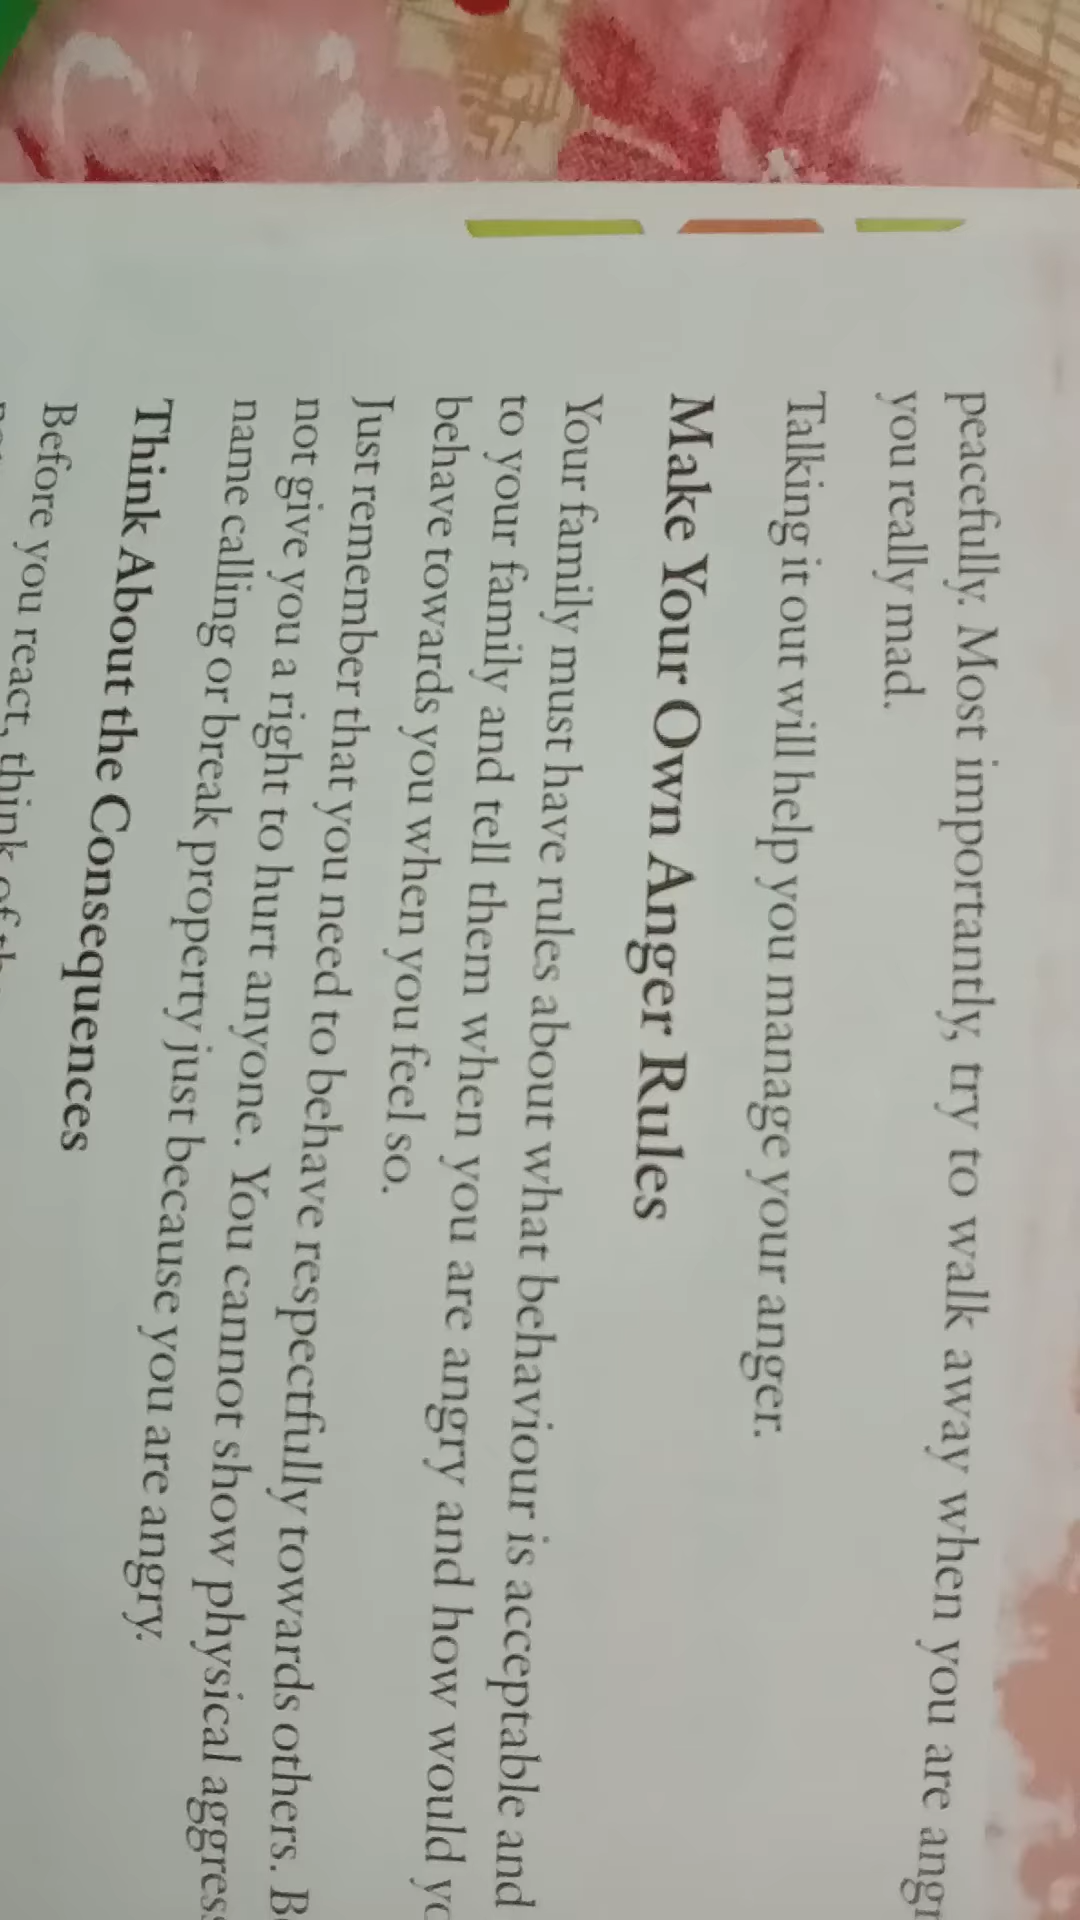 peacefully. Most importantly, try to walk away when you are
you really mad.
Talking it out will help you manage your anger.
Make Your Own Anger Rules
Your family must have rules about what behaviour is acceptable and
to your family and tell them when you are angry and how would
behave towards you when you feel so.
Just remember that you need to behave respectfully towards others.
not give you a right to hurt anyone. You cannot show physical
name calling or break property just because you are angry.
Think About the Consequences
Before you react, think of